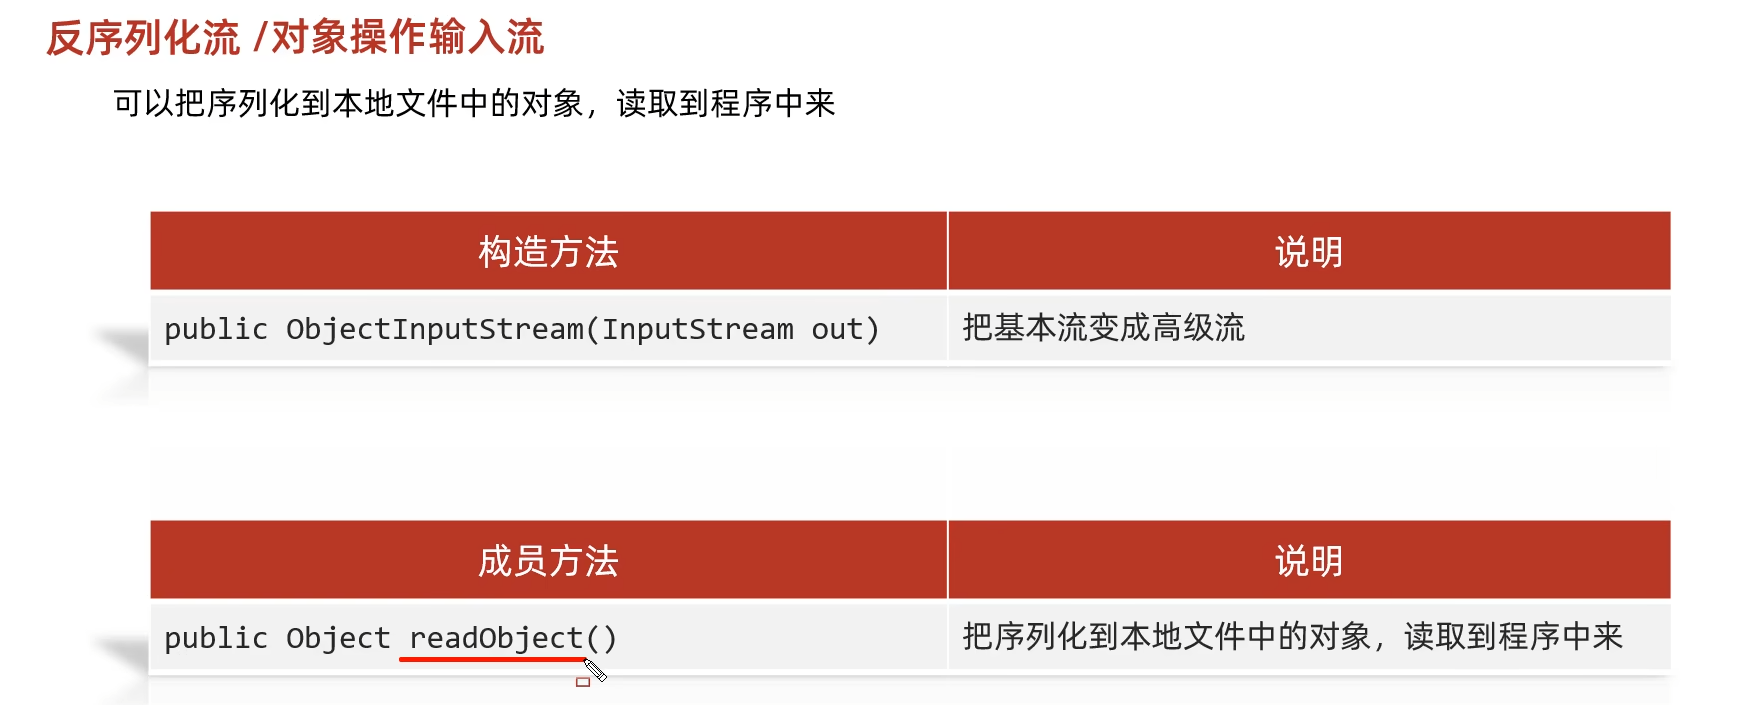 反序列化流 /对象操作输入流
可以把序列化到本地文件中的对象，读取到程序中来
构造方法 说明
public ObjectInputStream(InputStream out) 把基本流变成高级流
成员方法 说明
public Object readObject() 把序列化到本地文件中的对象，读取到程序中来